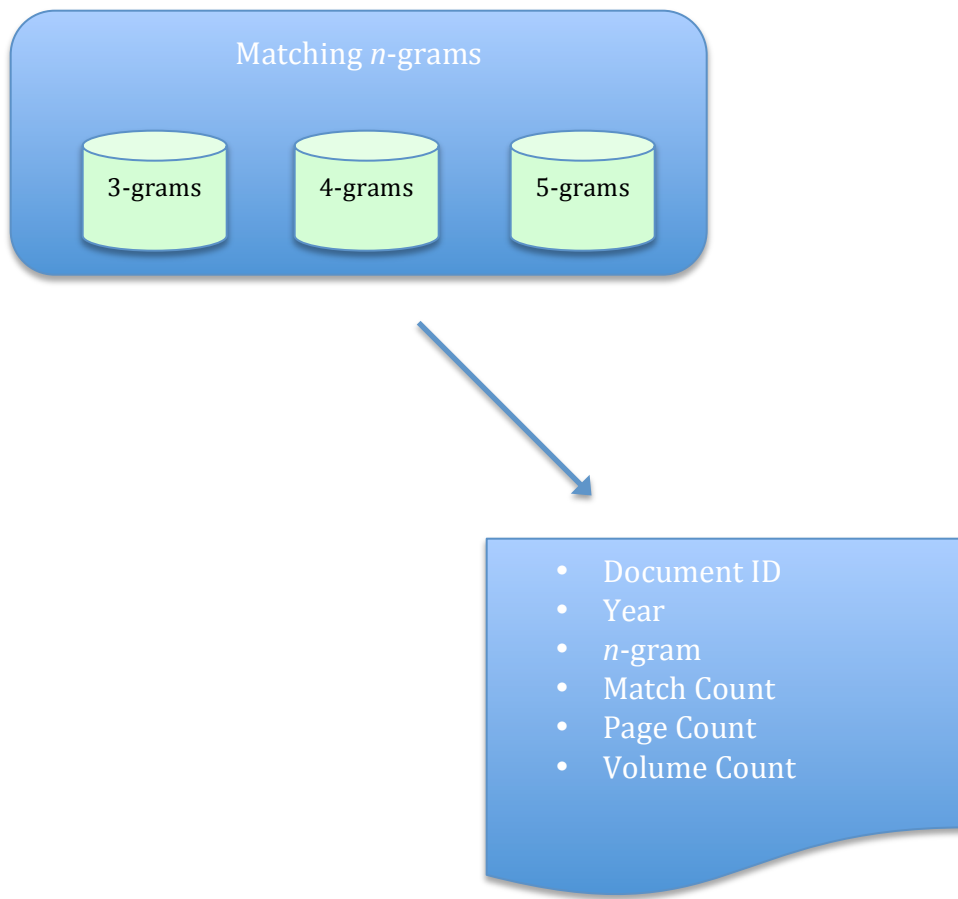 Matching n-grams
3-grams
4-grams
5-grams
• Document ID
• Year
• n-gram
• Match Count
• Page Count
• Volume Count